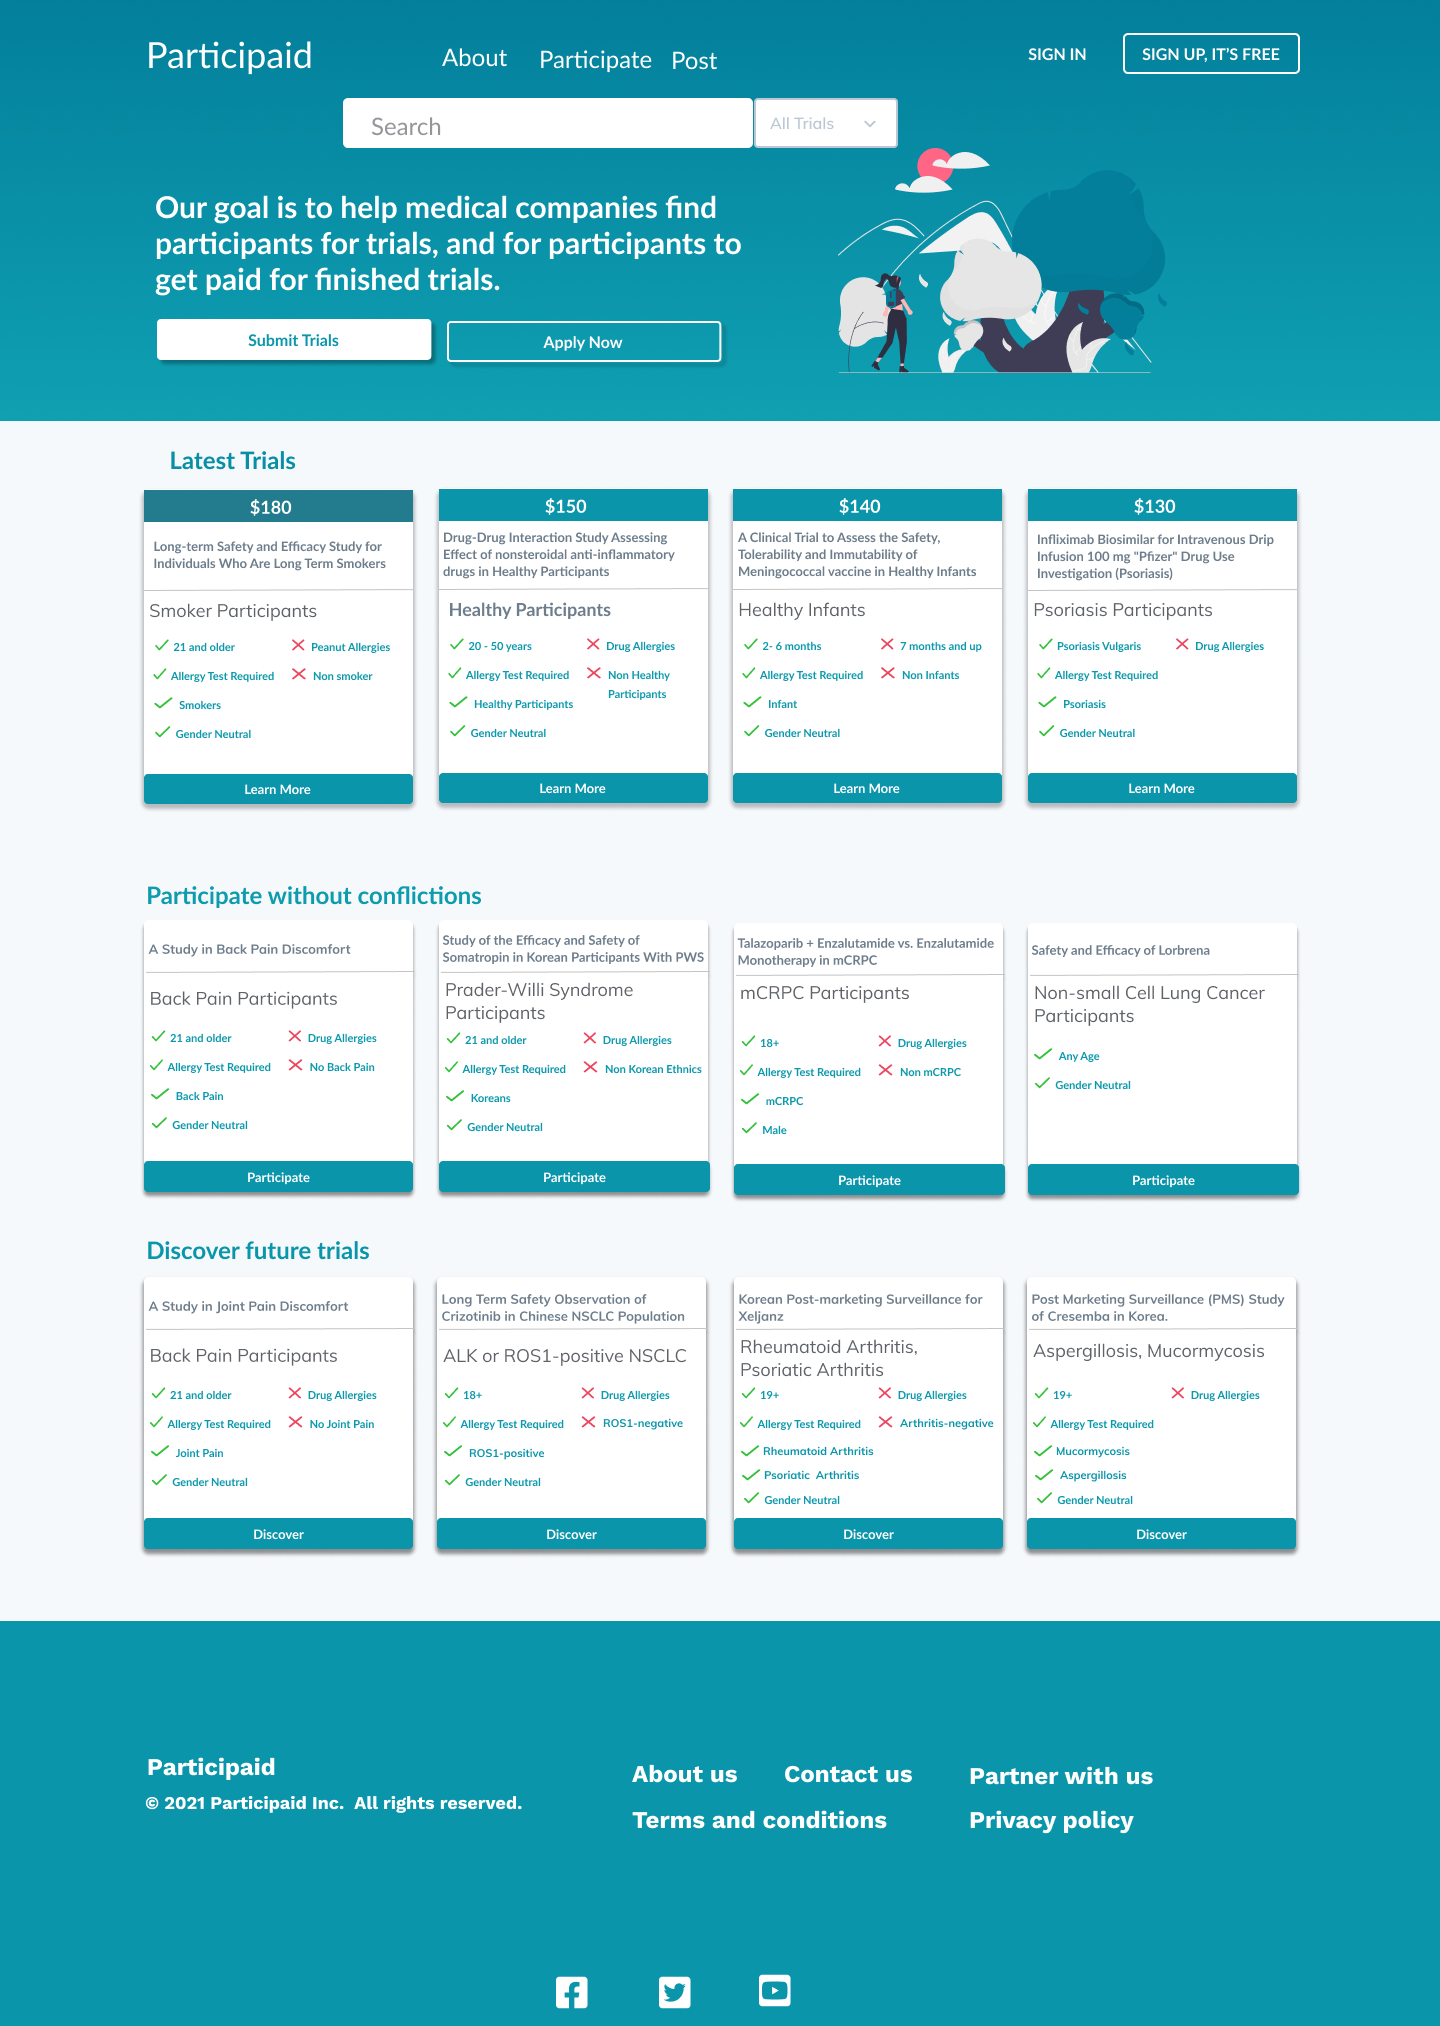 Participaid
About
Participate
Post
SIGN IN
SIGN UP, IT'S FREE
Search
All Trials
Our goal is to help medical companies find
participants for trials, and for participants to
get paid for finished trials.
Submit Trials
Apply Now
Latest Trials
$180
Long-term Safety and Efficacy Study for
Individuals Who Are Long Term Smokers
Smoker Participants
21 and older
Peanut Allergies
Allergy Test Required
Non smoker
Smokers
Gender Neutral
Learn More
$150
Drug-Drug Interaction Study Assessing
Effect of nonsteroidal anti-inflammatory
drugs in Healthy Participants
Healthy Participants
20 - 50 years
Drug Allergies
Allergy Test Required
Non Healthy
Participants
Healthy Participants
Gender Neutral
Learn More
$140
A Clinical Trial to Assess the Safety,
Tolerability and Immutability of
Meningococcal vaccine in Healthy Infants
Healthy Infants
2- 6 months
7 months and up
Allergy Test Required
Non Infants
Infant
Gender Neutral
Learn More
$130
Infliximab Biosimilar for Intravenous Drip
Infusion 100 mg "Pfizer" Drug Use
Investigation (Psoriasis)
Psoriasis Participants
Psoriasis Vulgaris
Drug Allergies
Allergy Test Required
Psoriasis
Gender Neutral
Learn More
Participate without conflictions
A Study in Back Pain Discomfort
Back Pain Participants
21 and older
Drug Allergies
Allergy Test Required
No Back Pain
Back Pain
Gender Neutral
Participate
Study of the Efficacy and Safety of
Somatropin in Korean Participants With PWS
Prader-Willi Syndrome
Participants
21 and older
Drug Allergies
Allergy Test Required
Non Korean Ethnics
Koreans
Gender Neutral
Participate
Talazoparib + Enzalutamide vs. Enzalutamide
Monotherapy in mCRPC
mCRPC Participants
18+
Drug Allergies
Allergy Test Required
Non mCRPC
mCRPC
Male
Participate
Safety and Efficacy of Lorbrena
Non-small Cell Lung Cancer
Participants
Any Age
Gender Neutral
Participate
Discover future trials
A Study in Joint Pain Discomfort
Back Pain Participants
21 and older
Drug Allergies
Allergy Test Required
No Joint Pain
Joint Pain
Gender Neutral
Discover
Long Term Safety Observation of
Crizotinib in Chinese NSCLC Population
ALK or ROS1-positive NSCLC
18+
Drug Allergies
Allergy Test Required
ROS1-negative
ROS1-positive
Gender Neutral
Discover
Korean Post-marketing Surveillance for
Xeljanz
Rheumatoid Arthritis,
Psoriatic Arthritis
19+
Drug Allergies
Allergy Test Required
Arthritis-negative
Rheumatoid Arthritis
Psoriatic Arthritis
Gender Neutral
Discover
Post Marketing Surveillance (PMS) Study
of Cresemba in Korea.
Aspergillosis, Mucormycosis
19+
Drug Allergies
Allergy Test Required
Mucormycosis
Aspergillosis
Gender Neutral
Discover
Participaid
© 2021 Participaid Inc. All rights reserved.
About us
Contact us
Partner with us
Terms and conditions
Privacy policy